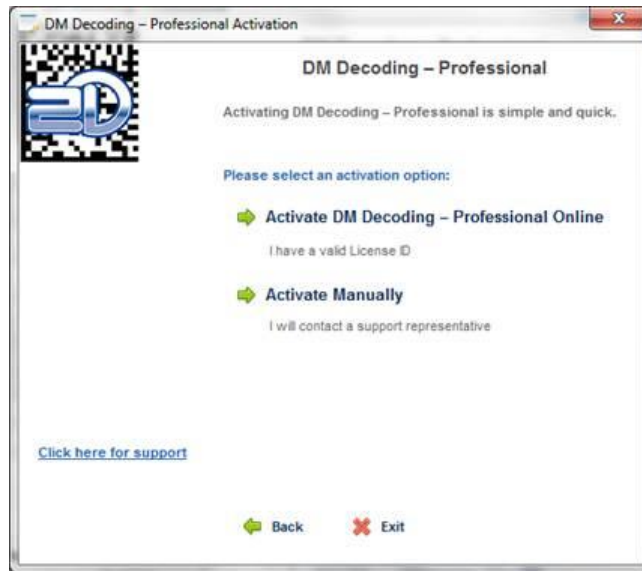 DM Decoding – Professional Activation
2D
DM Decoding – Professional
Activating DM Decoding – Professional is simple and quick.
Please select an activation option:
Activate DM Decoding – Professional Online
I have a valid License ID
Activate Manually
I will contact a support representative
Click here for support
Back
Exit